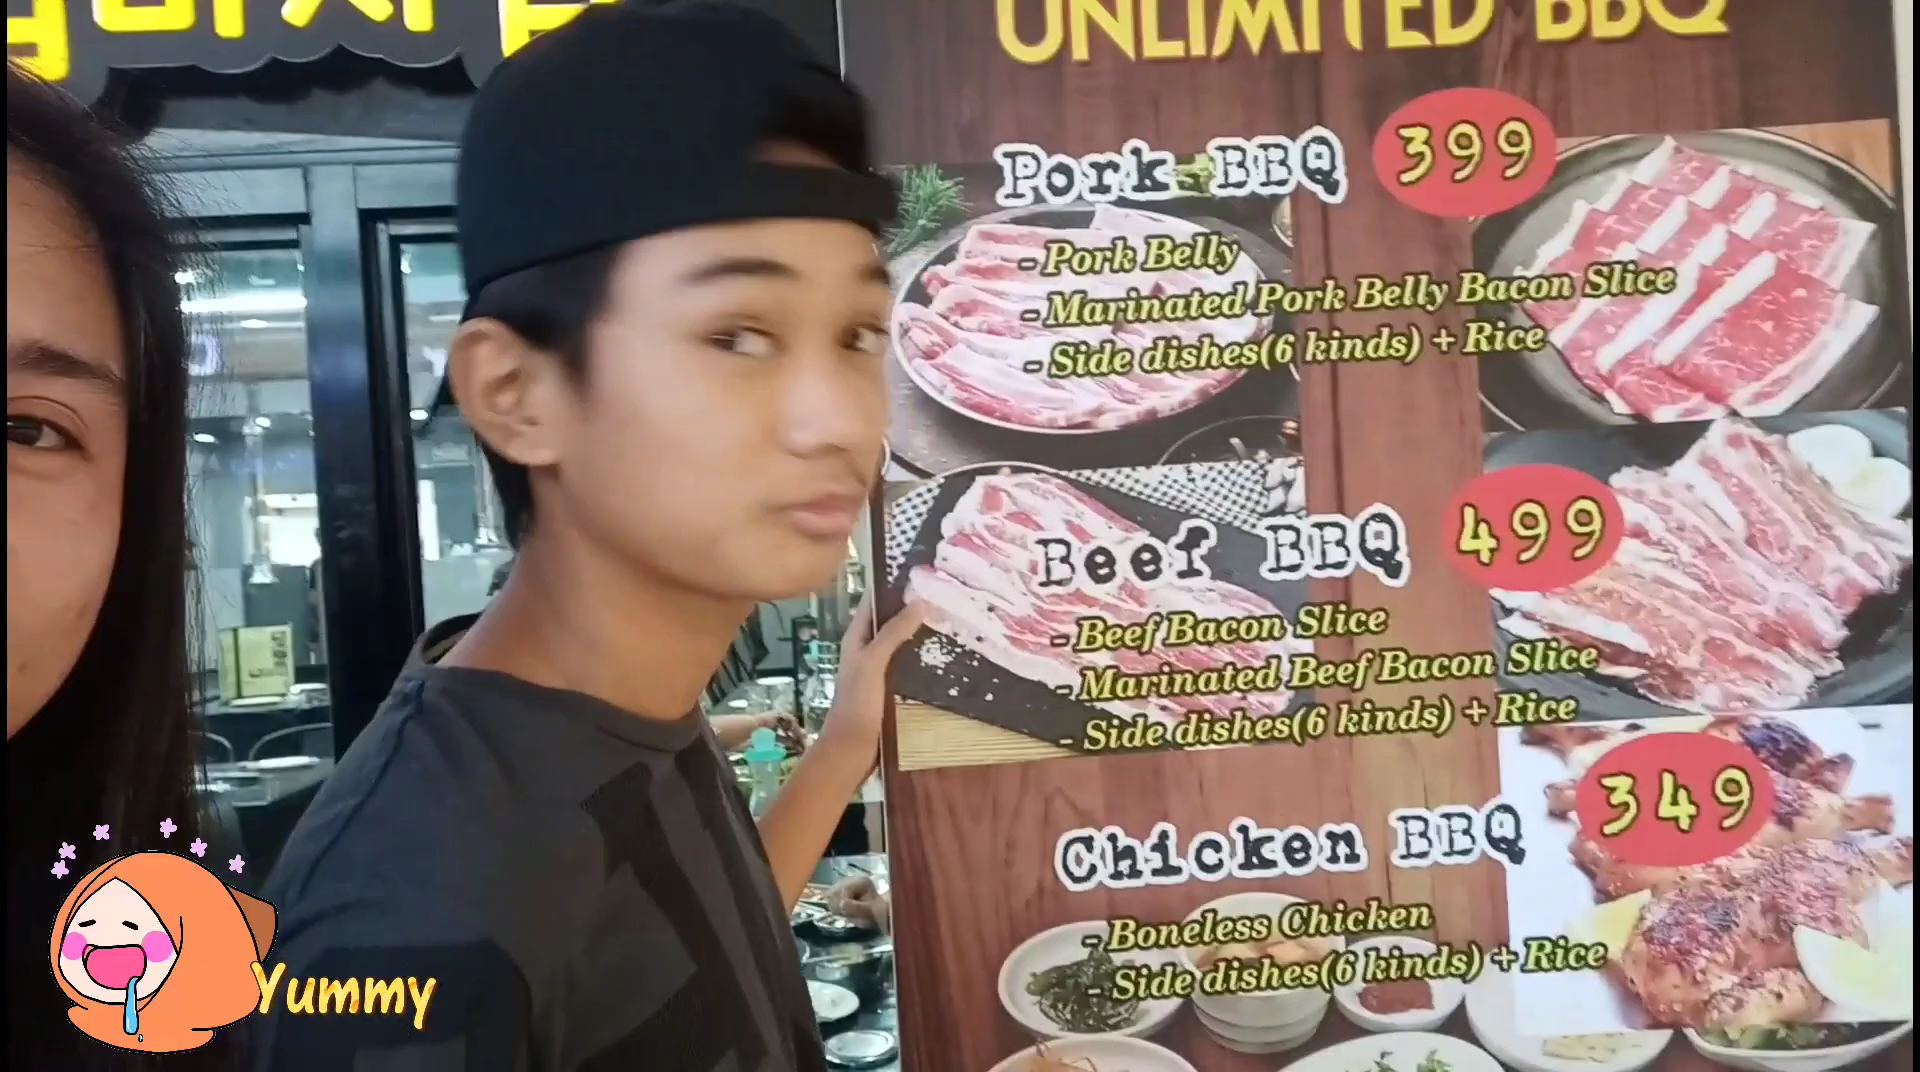 UNLIMITED BBQ
Pork BBQ 399
- Pork Belly
- Marinated Pork Belly Bacon Slice
- Side dishes(6 kinds) + Rice
Beef BBQ 499
- Beef Bacon Slice
- Marinated Beef Bacon Slice
- Side dishes(6 kinds) + Rice
Chicken BBQ 349
- Boneless Chicken
- Side dishes(6 kinds) + Rice
Yummy